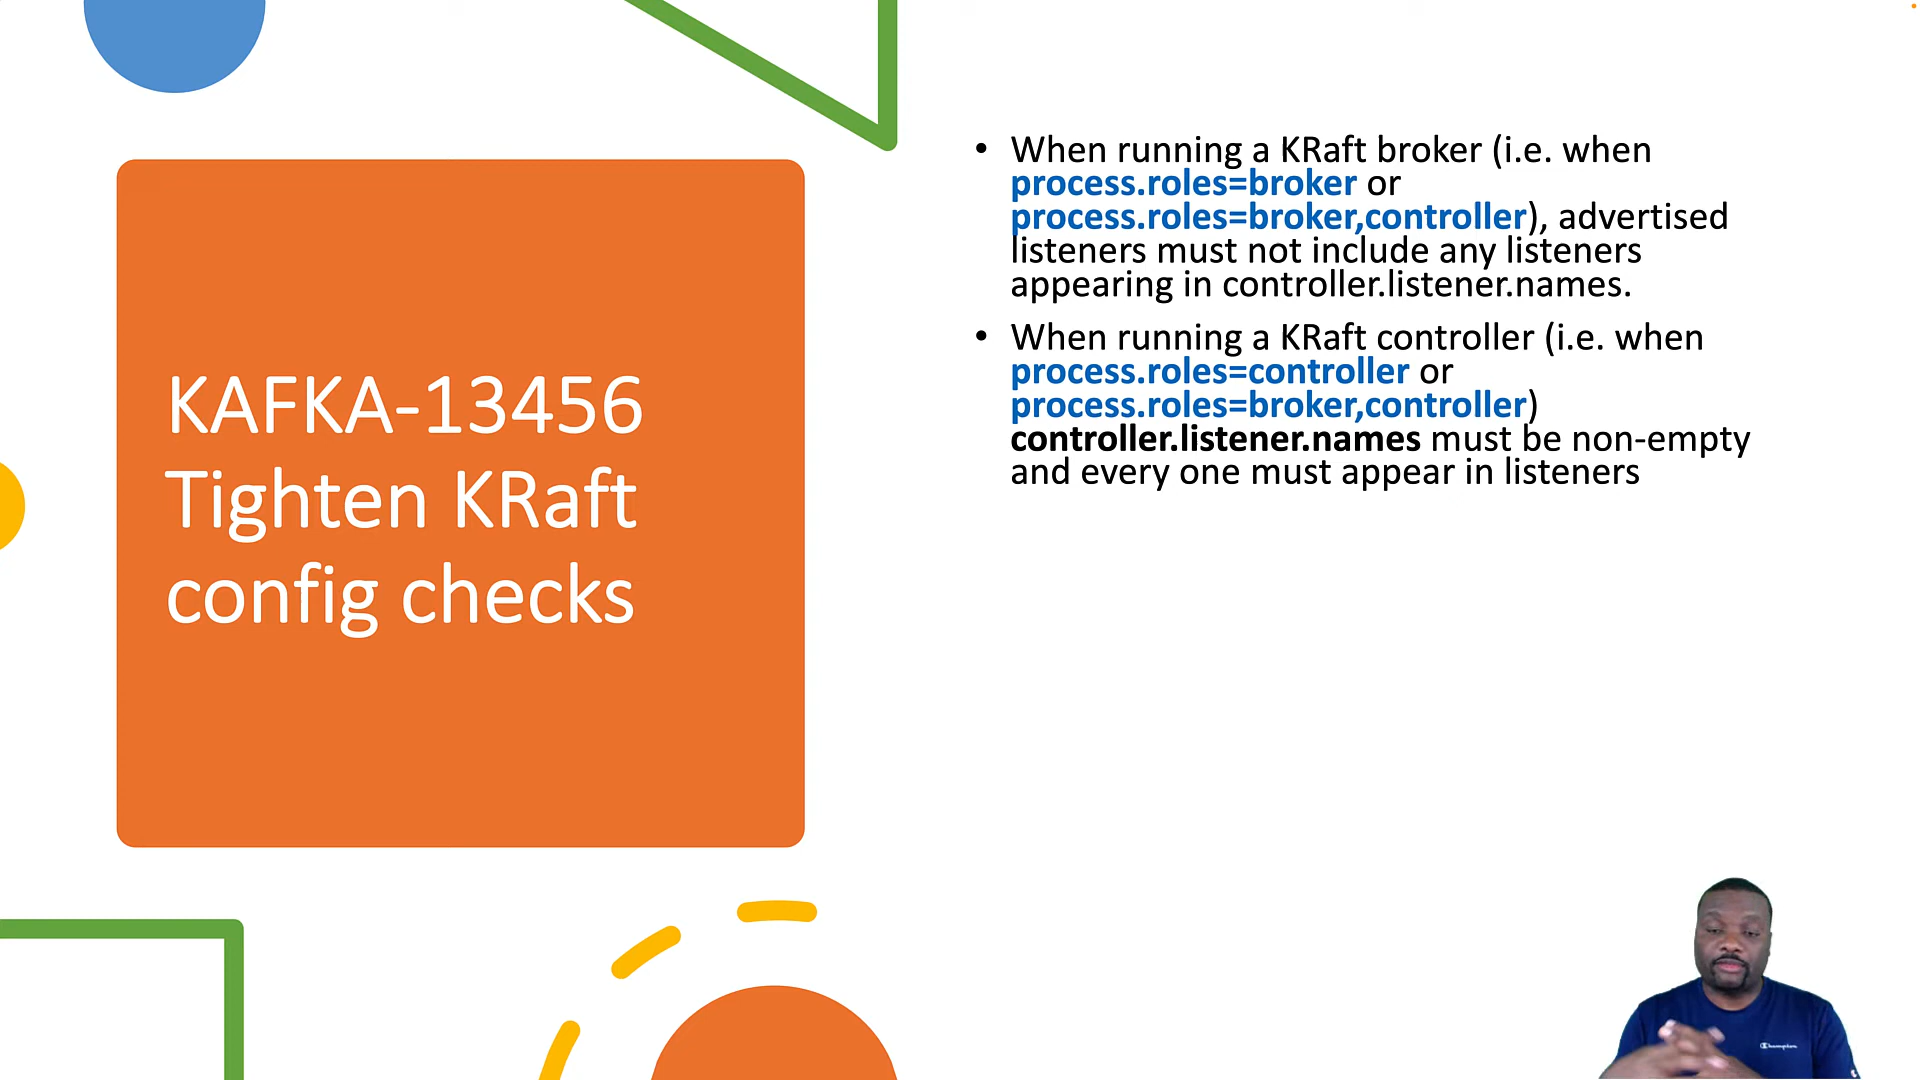 KAFKA-13456
Tighten KRaft
config checks
• When running a KRaft broker (i.e. when
process.roles=broker or
process.roles=broker,controller), advertised
listeners must not include any listeners
appearing in controller.listener.names.
• When running a KRaft controller (i.e. when
process.roles=controller or
process.roles=broker,controller)
controller.listener.names must be non-empty
and every one must appear in listeners
Champion